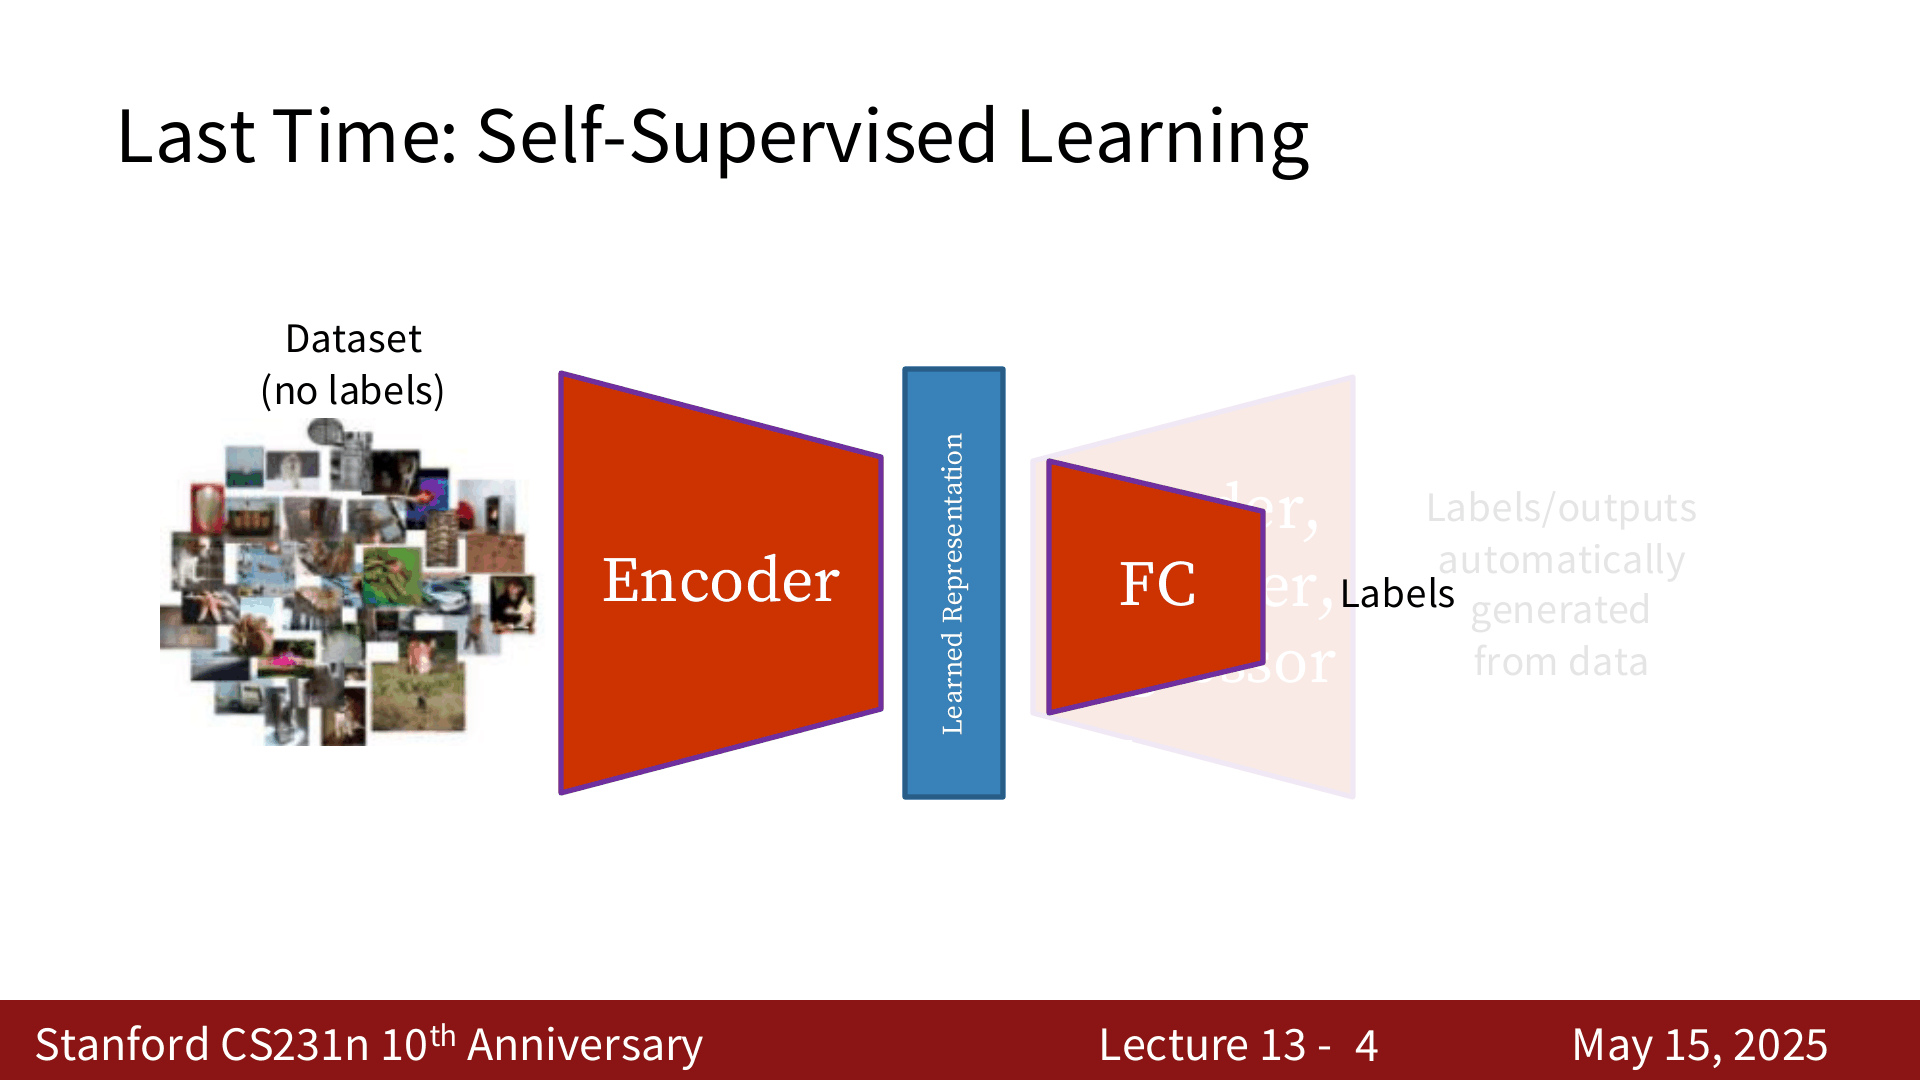 Last Time: Self-Supervised Learning
Dataset
(no labels)
Encoder
Learned Representation
FC
Labels
Labels/outputs
automatically
generated
from data
Stanford CS231n 10th Anniversary
Lecture 13 - 4
May 15, 2025